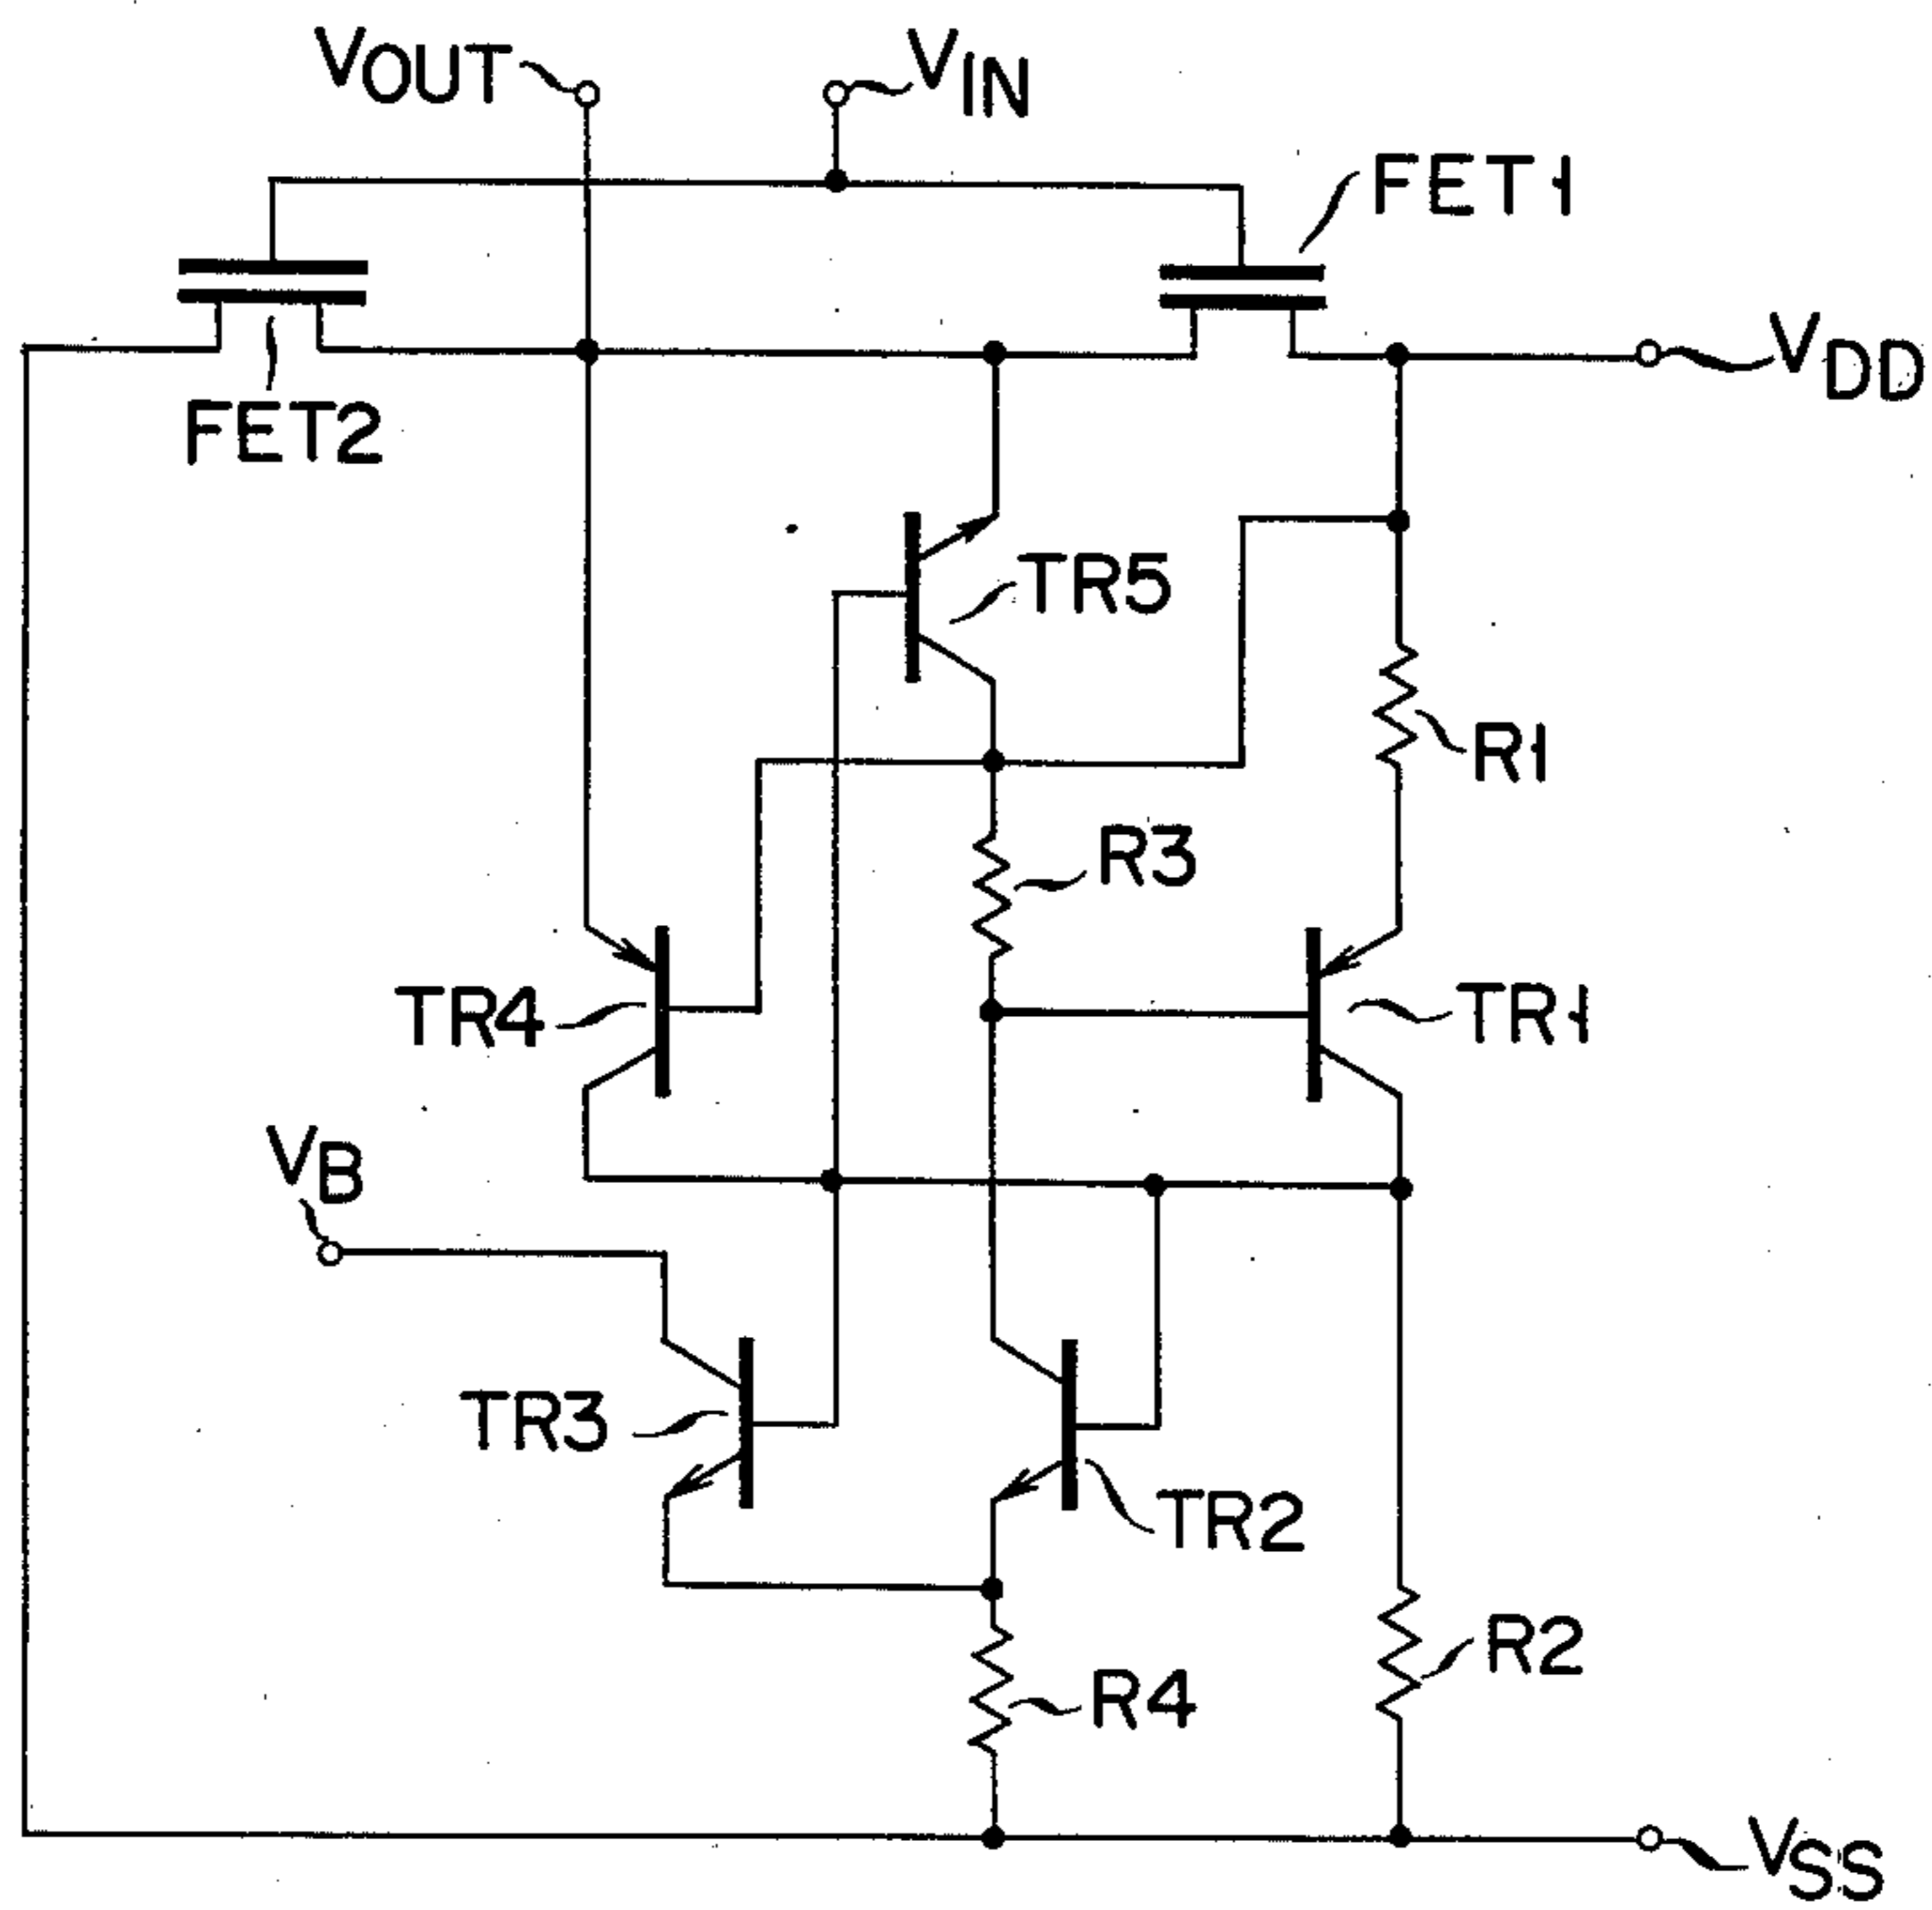 VOUT
VIN
FET1
VDD
FET2
TR5
R1
R3
TR4
TR1
VB
TR3
TR2
R2
R4
VSS